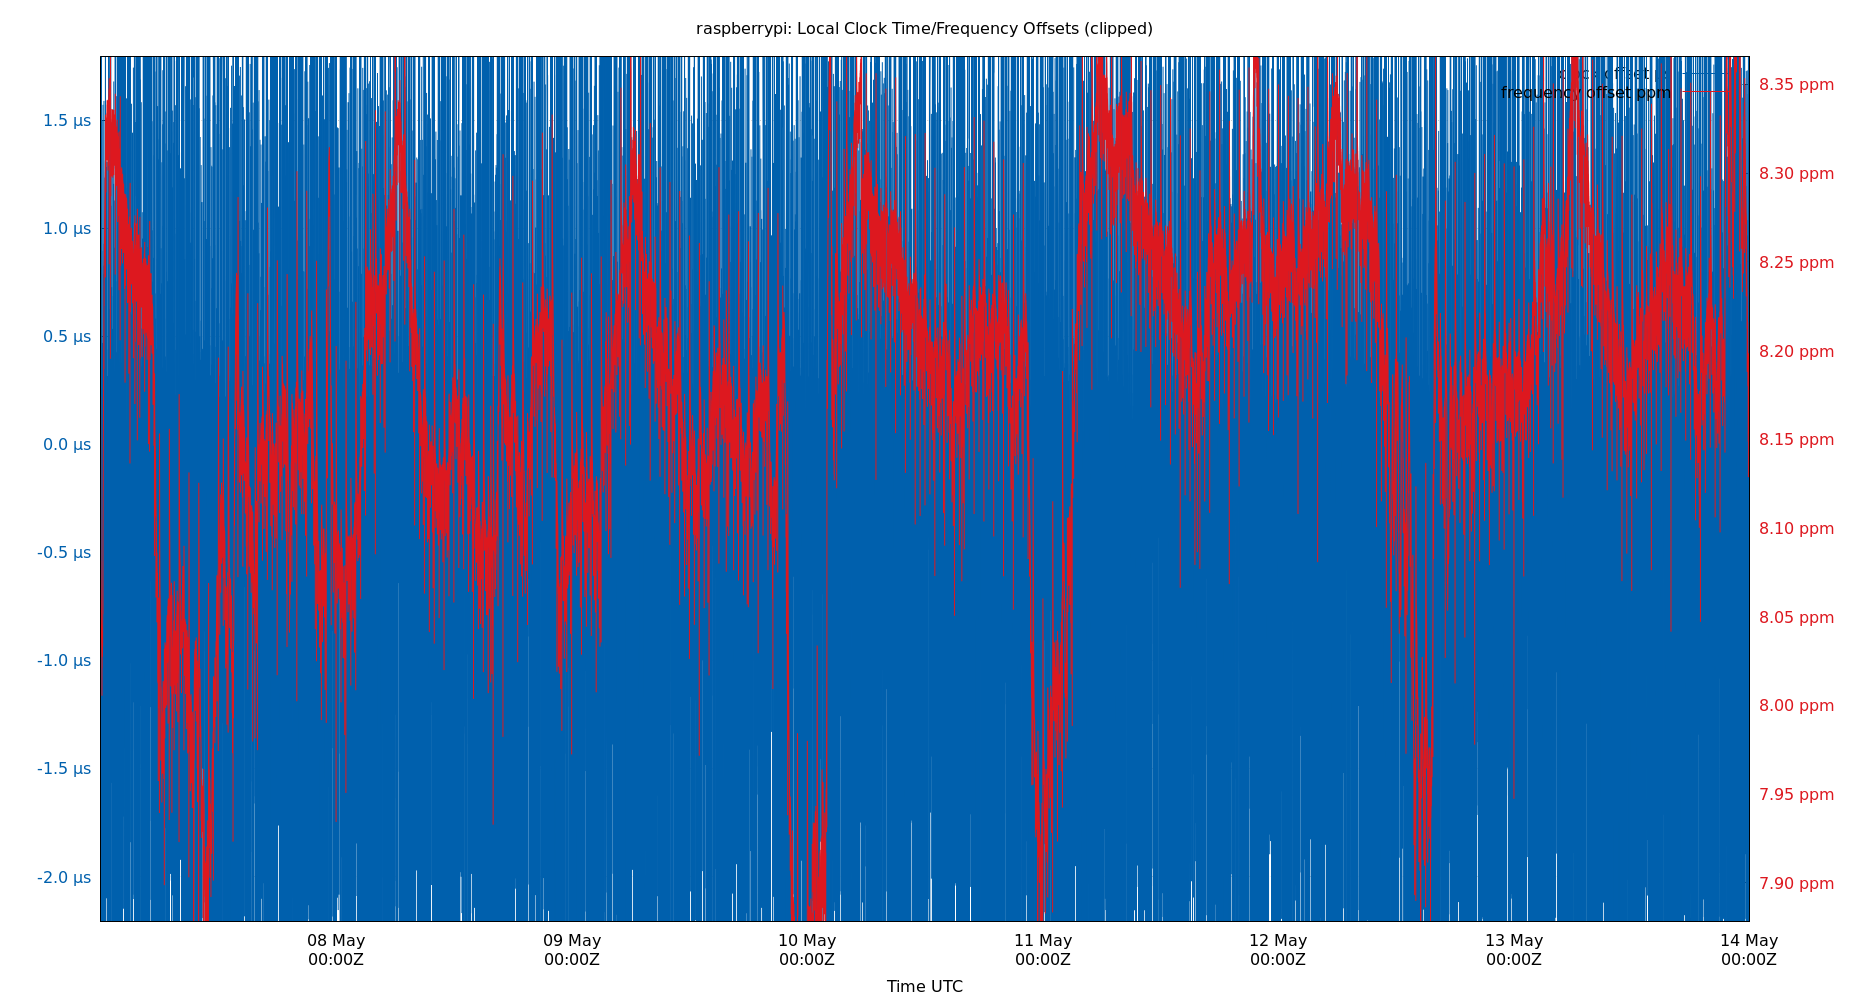 raspberrypi: Local Clock Time/Frequency Offsets (clipped)
clock offset
frequency offset ppm
1.5 µs
1.0 µs
0.5 µs
0.0 µs
-0.5 µs
-1.0 µs
-1.5 µs
-2.0 µs
8.35 ppm
8.30 ppm
8.25 ppm
8.20 ppm
8.15 ppm
8.10 ppm
8.05 ppm
8.00 ppm
7.95 ppm
7.90 ppm
08 May 09 May 10 May 11 May 12 May 13 May 14 May
00:00Z 00:00Z 00:00Z 00:00Z 00:00Z 00:00Z 00:00Z
Time UTC